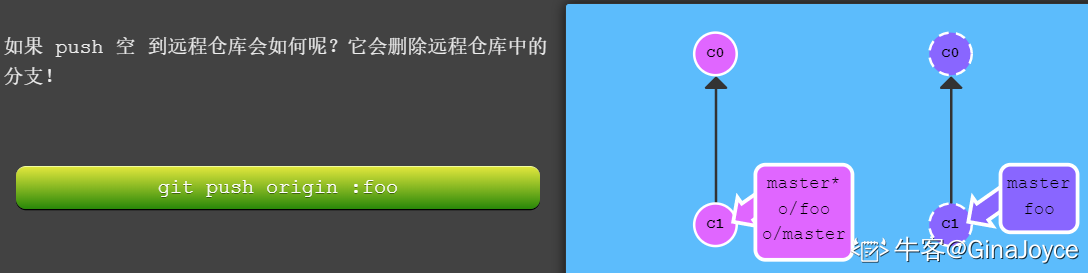 如果 push 空 到远程仓库会如何呢？它会删除远程仓库中的
分支！
git push origin :foo
C0
C1
master*
o/foo
o/master
C0
C1
master
foo
牛客@GinaJoyce